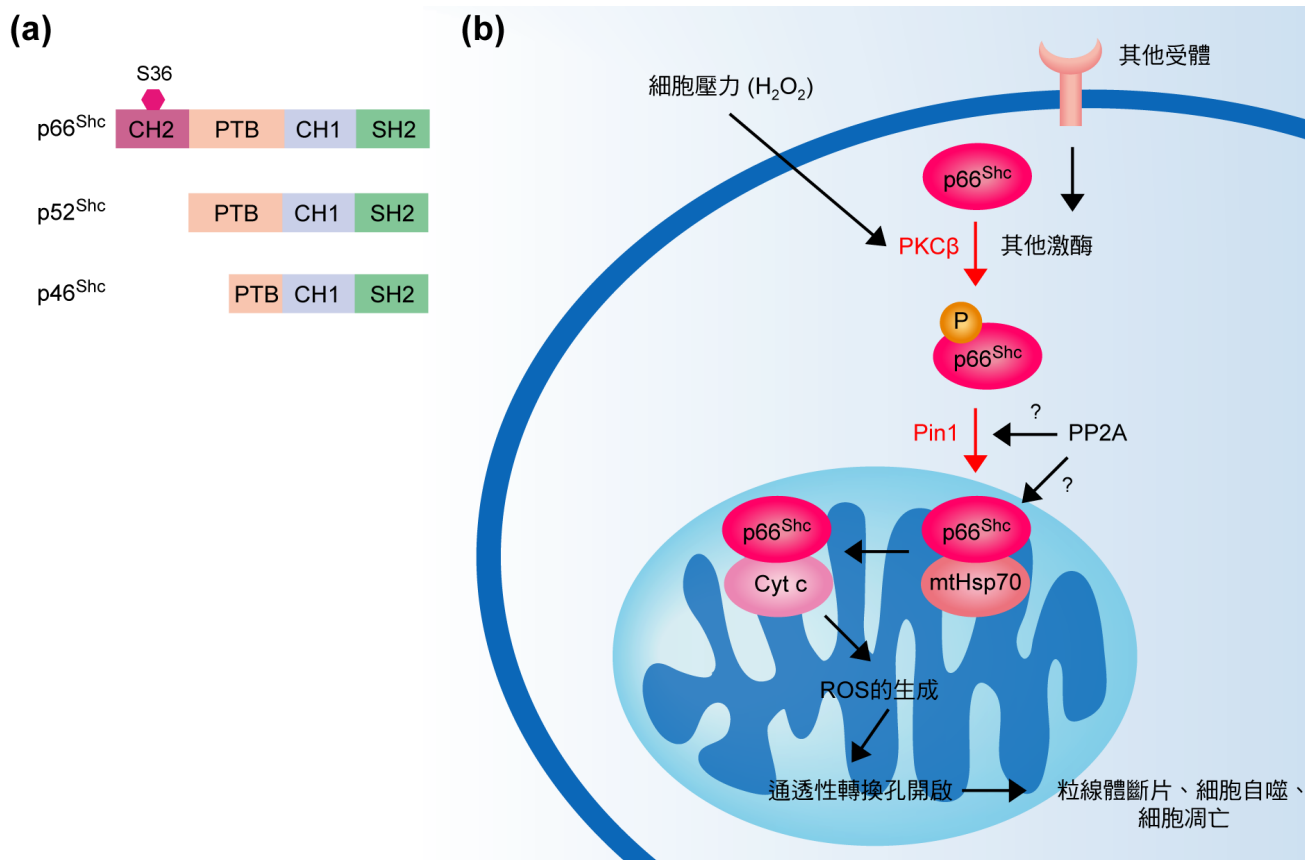 (a)
S36
p66Shc CH2 PTB CH1 SH2
p52Shc PTB CH1 SH2
p46Shc PTB CH1 SH2
(b)
其他受體
細胞壓力 (H₂O₂)
p66Shc
PKCβ
其他激酶
P
p66Shc
Pin1
?
PP2A
?
p66Shc
mtHsp70
p66Shc
Cyt c
ROS的生成
通透性轉換孔開啟
粒線體斷片、細胞自噬、
細胞凋亡